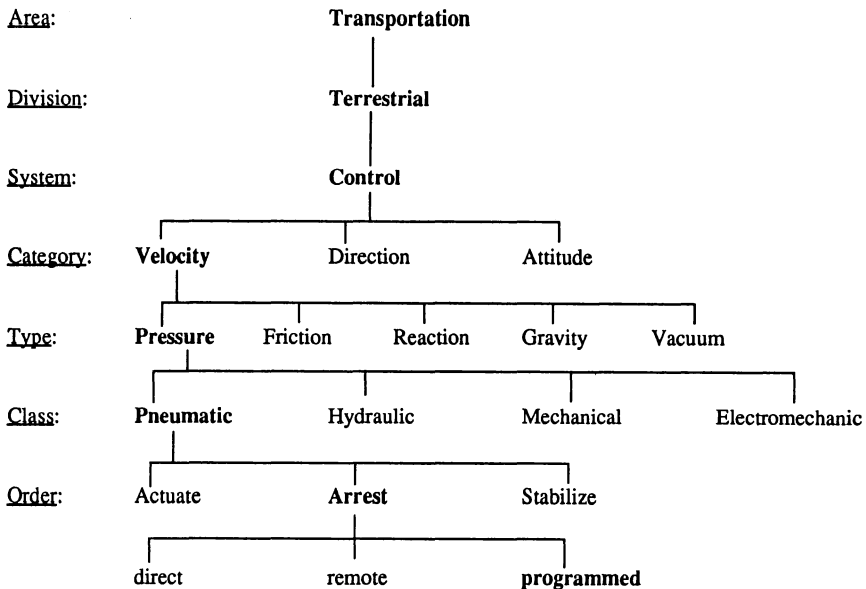 Area: Transportation
Division: Terrestrial
System: Control
Category: Velocity Direction Attitude
Type: Pressure Friction Reaction Gravity Vacuum
Class: Pneumatic Hydraulic Mechanical Electromechanic
Order: Actuate Arrest Stabilize
direct remote programmed